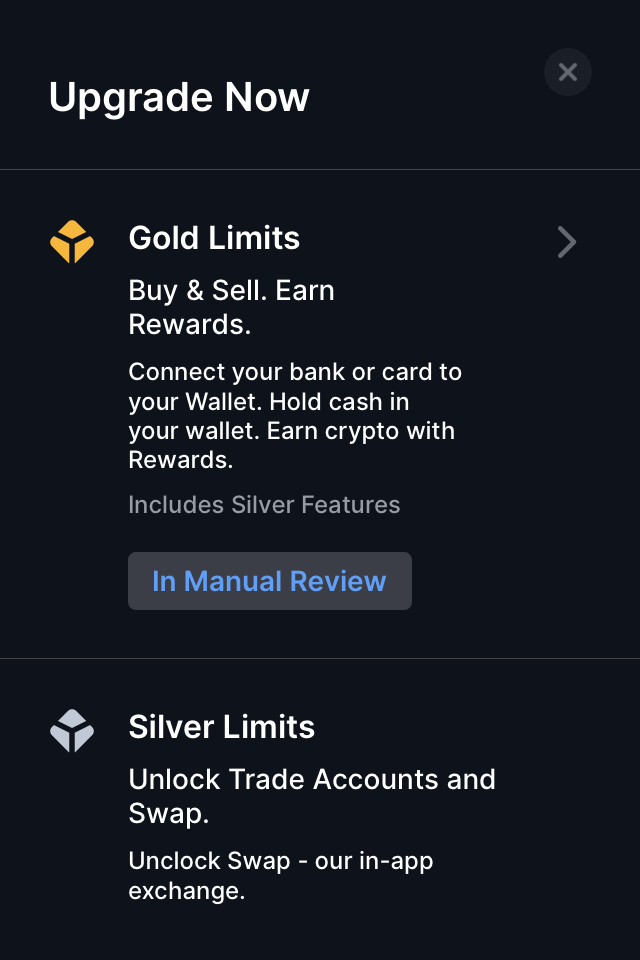 Upgrade Now
Gold Limits
Buy & Sell. Earn
Rewards.
Connect your bank or card to
your Wallet. Hold cash in
your wallet. Earn crypto with
Rewards.
Includes Silver Features
In Manual Review
Silver Limits
Unlock Trade Accounts and
Swap.
Unclock Swap - our in-app
exchange.